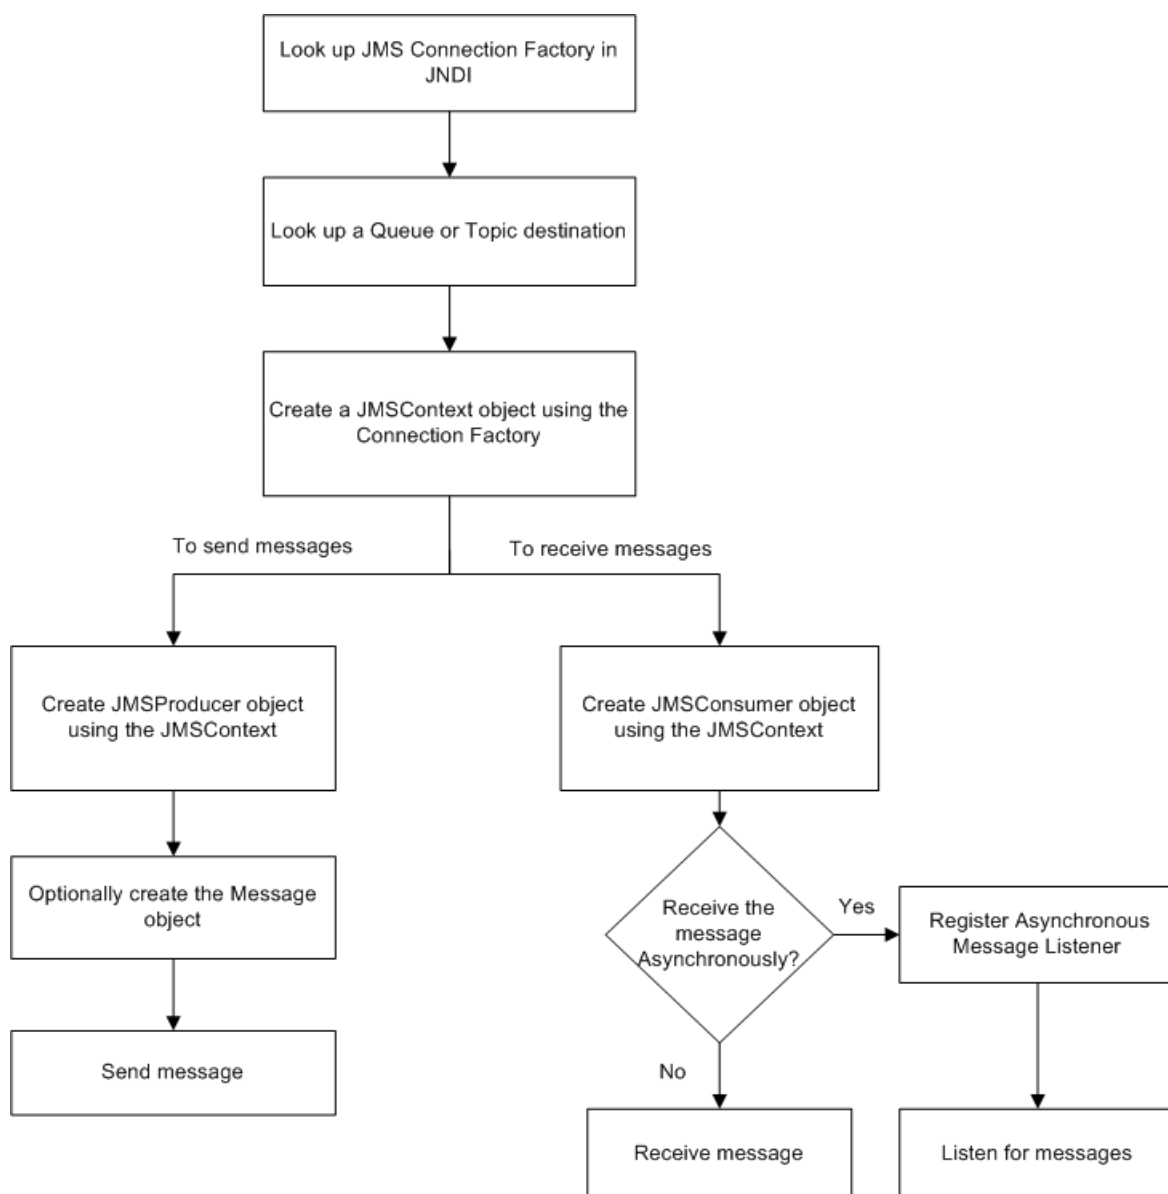 Look up JMS Connection Factory in
JNDI
Look up a Queue or Topic destination
Create a JMSContext object using the
Connection Factory
To send messages
To receive messages
Create JMSProducer object
using the JMSContext
Create JMSConsumer object
using the JMSContext
Optionally create the Message
object
Receive the
message
Asynchronously?
Yes
Register Asynchronous
Message Listener
Send message
No
Receive message
Listen for messages